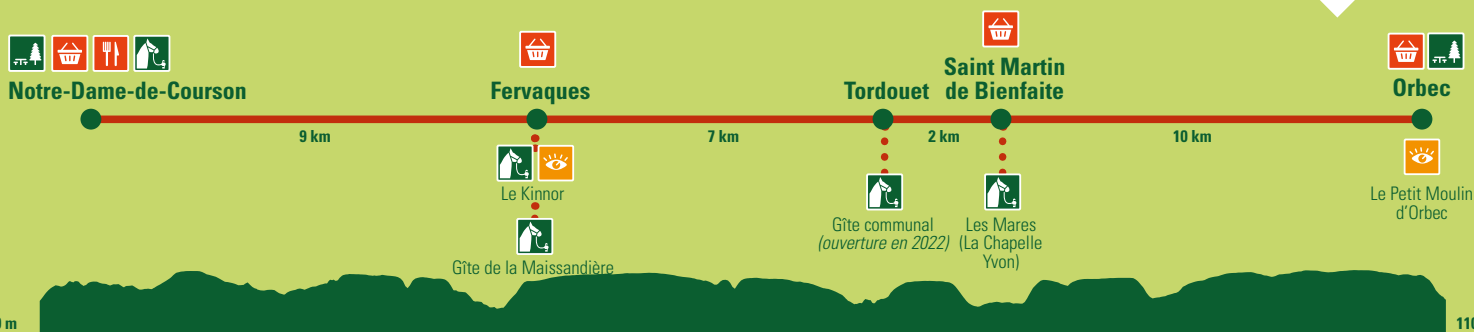 Notre-Dame-de-Courson
Fervaques
Tordouet
Saint Martin
de Bienfaite
Orbec
9 km
7 km
2 km
10 km
Le Kinnor
Gîte de la Maissandière
Gîte communal
(ouverture en 2022)
Les Mares
(La Chapelle
Yvon)
Le Petit Moulin
d'Orbec
m